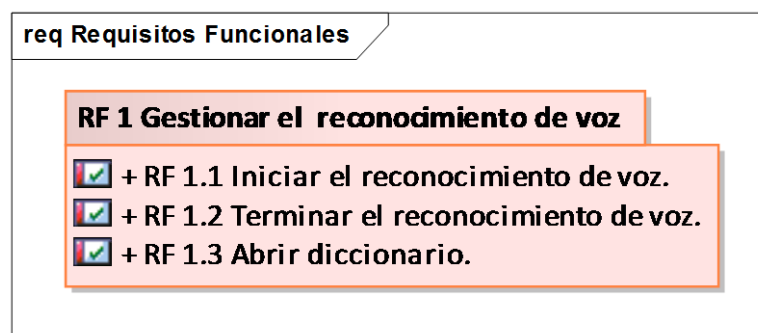 req Requisitos Funcionales
RF 1 Gestionar el reconocimiento de voz
+ RF 1.1 Iniciar el reconocimiento de voz.
+ RF 1.2 Terminar el reconocimiento de voz.
+ RF 1.3 Abrir diccionario.